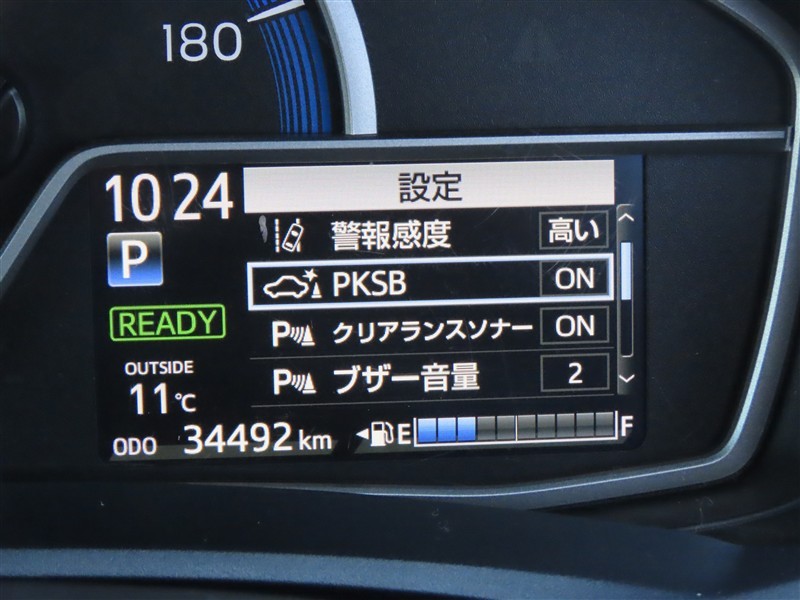 180
10 24
設定
警報感度 高い
P
PKSB ON
READY
P クリアランスソナー ON
OUTSIDE
11℃
P ブザー音量 2
ODO 34492 km
E F